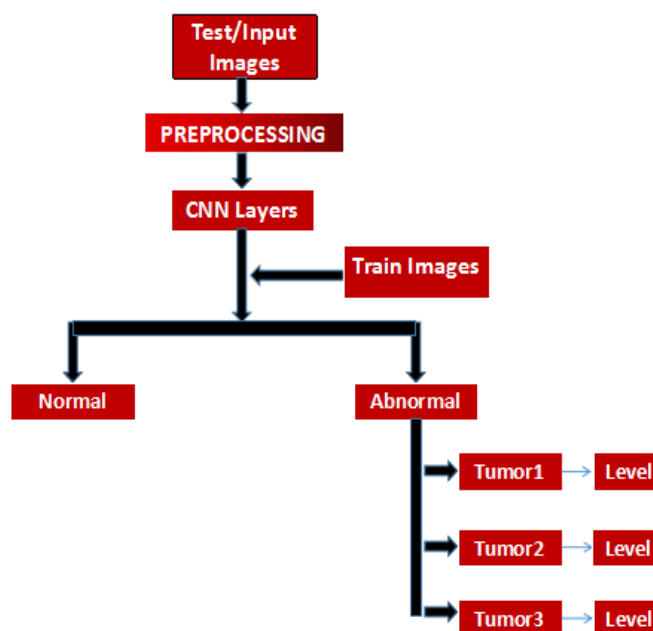 Test/Input
Images
PREPROCESSING
CNN Layers
Train Images
Normal
Abnormal
Tumor1
Level
Tumor2
Level
Tumor3
Level